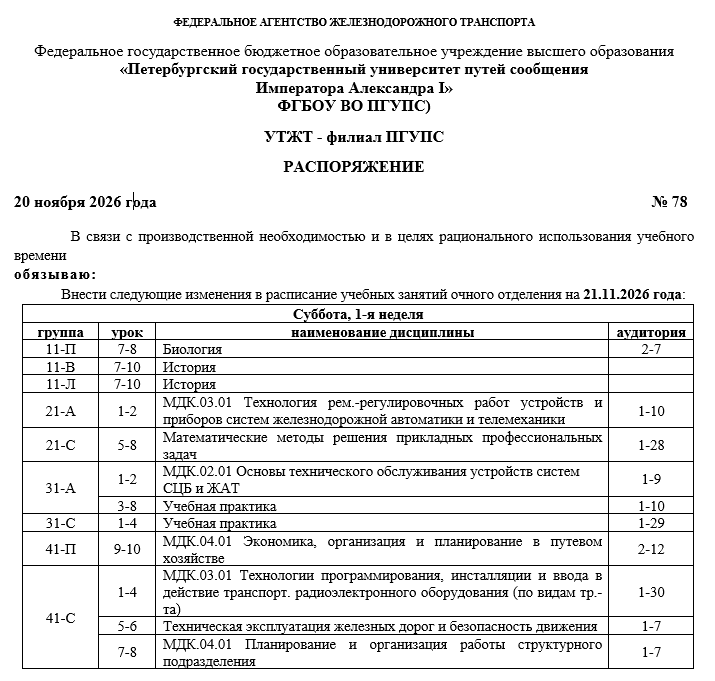 ФЕДЕРАЛЬНОЕ АГЕНТСТВО ЖЕЛЕЗНОДОРОЖНОГО ТРАНСПОРТА
Федеральное государственное бюджетное образовательное учреждение высшего образования
«Петербургский государственный университет путей сообщения
Императора Александра I»
ФГБОУ ВО ПГУПС)
УТЖТ - филиал ПГУПС
РАСПОРЯЖЕНИЕ
20 ноября 2026 года № 78
В связи с производственной необходимостью и в целях рационального использования учебного
времени
обязываю:
Внести следующие изменения в расписание учебных занятий очного отделения на 21.11.2026 года:
Суббота, 1-я неделя
группа урок наименование дисциплины аудитория
11-П 7-8 Биология 2-7
11-В 7-10 История
11-Л 7-10 История
21-А 1-2 МДК.03.01 Технология рем.-регулировочных работ устройств и
приборов систем железнодорожной автоматики и телемеханики 1-10
21-С 5-8 Математические методы решения прикладных профессиональных
задач 1-28
31-А 1-2 МДК.02.01 Основы технического обслуживания устройств систем
СЦБ и ЖАТ 1-9
3-8 Учебная практика 1-10
31-С 1-4 Учебная практика 1-29
41-П 9-10 МДК.04.01 Экономика, организация и планирование в путевом
хозяйстве 2-12
41-С 1-4 МДК.03.01 Технологии программирования, инсталляции и ввода в
действие транспорт. радиоэлектронного оборудования (по видам тр.-
та) 1-30
5-6 Техническая эксплуатация железных дорог и безопасность движения 1-7
7-8 МДК.04.01 Планирование и организация работы структурного
подразделения 1-7